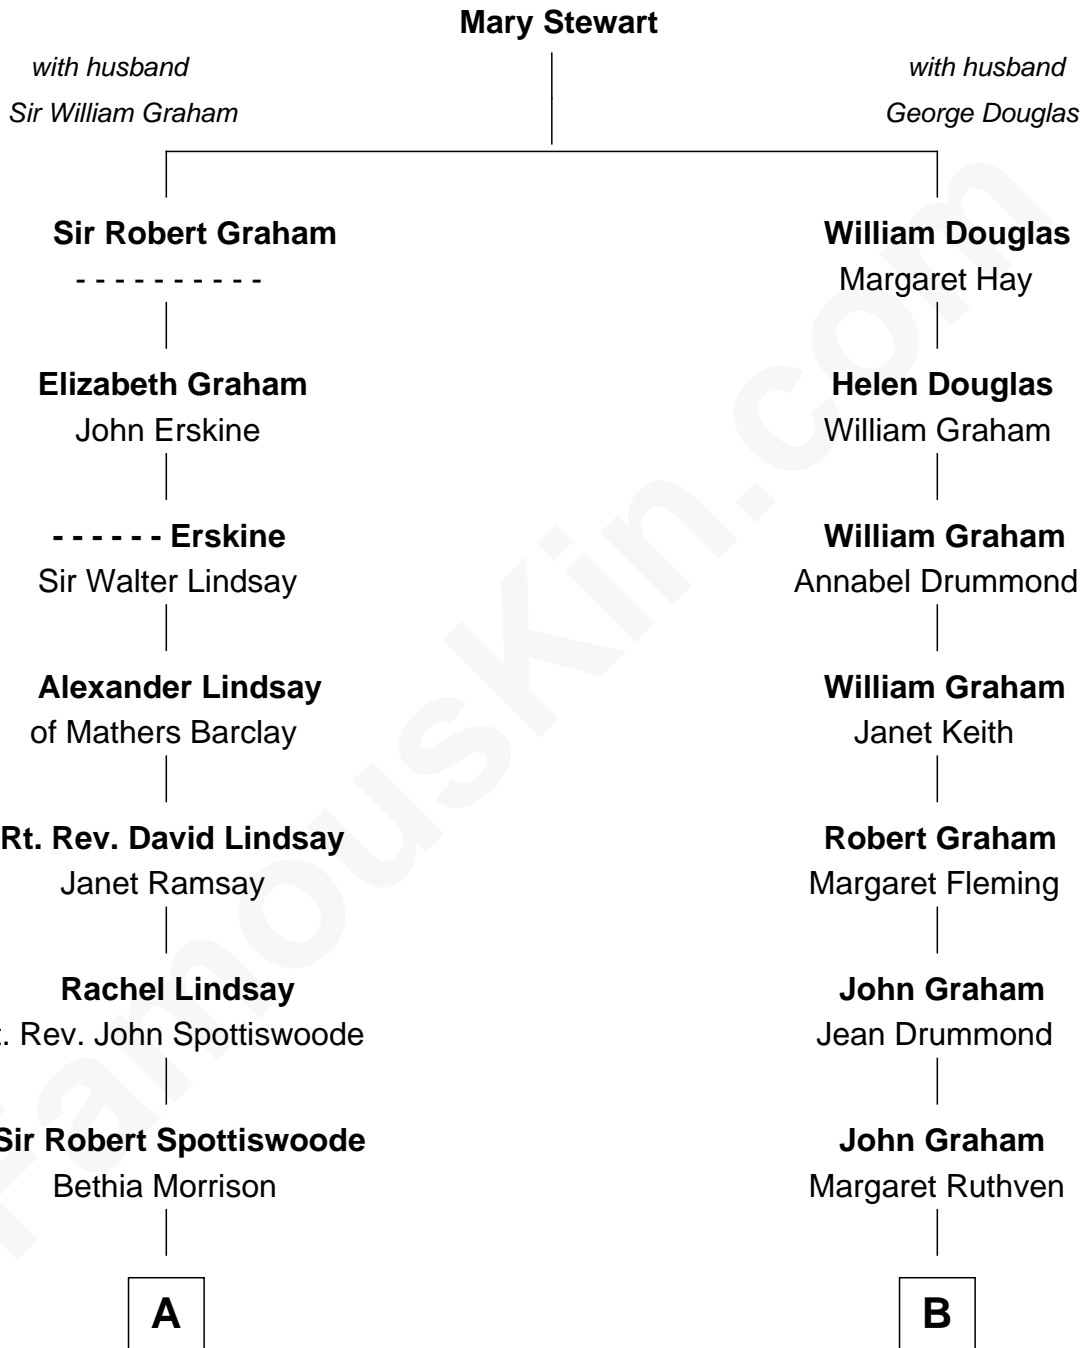 Mary Stewart
with husband
Sir William Graham
with husband
George Douglas
Sir Robert Graham
- - - - - - - - - -
Elizabeth Graham
John Erskine
- - - - - - Erskine
Sir Walter Lindsay
Alexander Lindsay
of Mathers Barclay
Rt. Rev. David Lindsay
Janet Ramsay
Rachel Lindsay
. Rev. John Spottiswoode
Sir Robert Spottiswoode
Bethia Morrison
A
William Douglas
Margaret Hay
Helen Douglas
William Graham
William Graham
Annabel Drummond
William Graham
Janet Keith
Robert Graham
Margaret Fleming
John Graham
Jean Drummond
John Graham
Margaret Ruthven
B
FamousKin.com